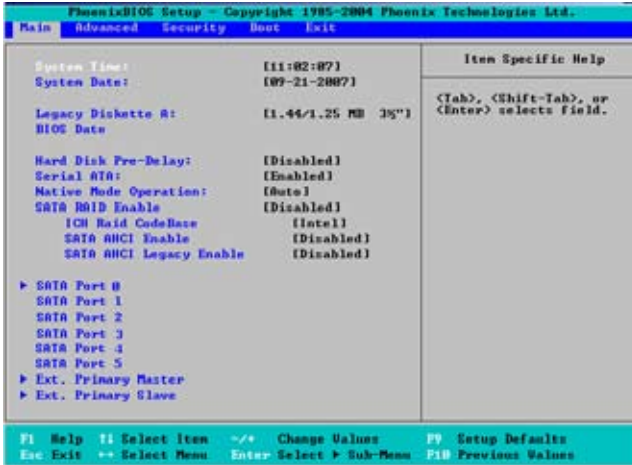 PhoenixBIOS Setup - Copyright 1985-2004 Phoenix Technologies Ltd.
Main Advanced Security Boot Exit
System Time: [11:02:07]
System Date: [09-21-2007]
Legacy Diskette A: [1.44/1.25 MB 3½"]
BIOS Date
Hard Disk Pre-Delay: [Disabled]
Serial ATA: [Enabled]
Native Mode Operation: [Auto]
SATA RAID Enable [Disabled]
ICH Raid CodeBase [Intel]
SATA AHCI Enable [Disabled]
SATA AHCI Legacy Enable [Disabled]
SATA Port 0
SATA Port 1
SATA Port 2
SATA Port 3
SATA Port 4
SATA Port 5
Ext. Primary Master
Ext. Primary Slave
Item Specific Help
<Tab>, <Shift-Tab>, or
<Enter> selects field.
F1 Help ↑↓ Select Item -/+ Change Values F9 Setup Defaults
Esc Exit ↔ Select Menu Enter Select ▶ Sub-Menu F10 Previous Values